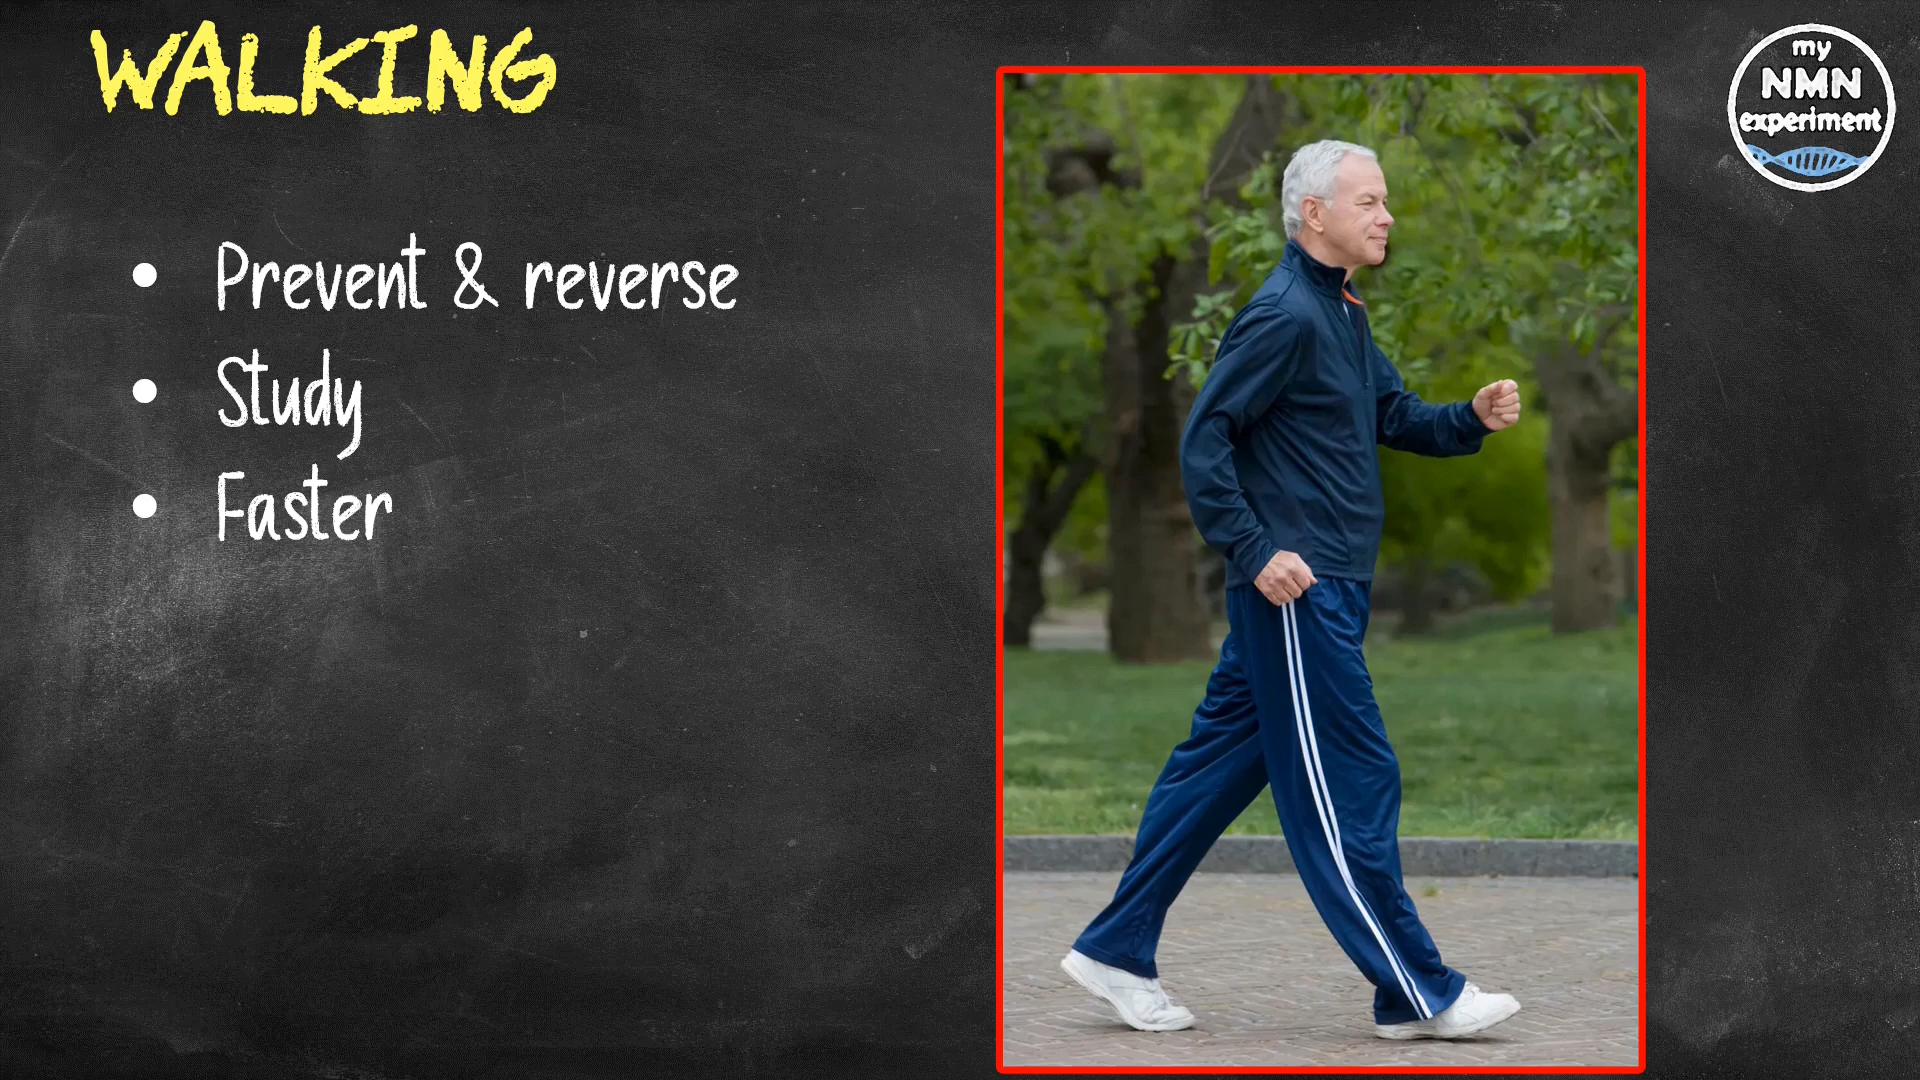 WALKING
my
NMN
experiment
• Prevent & reverse
• Study
• Faster